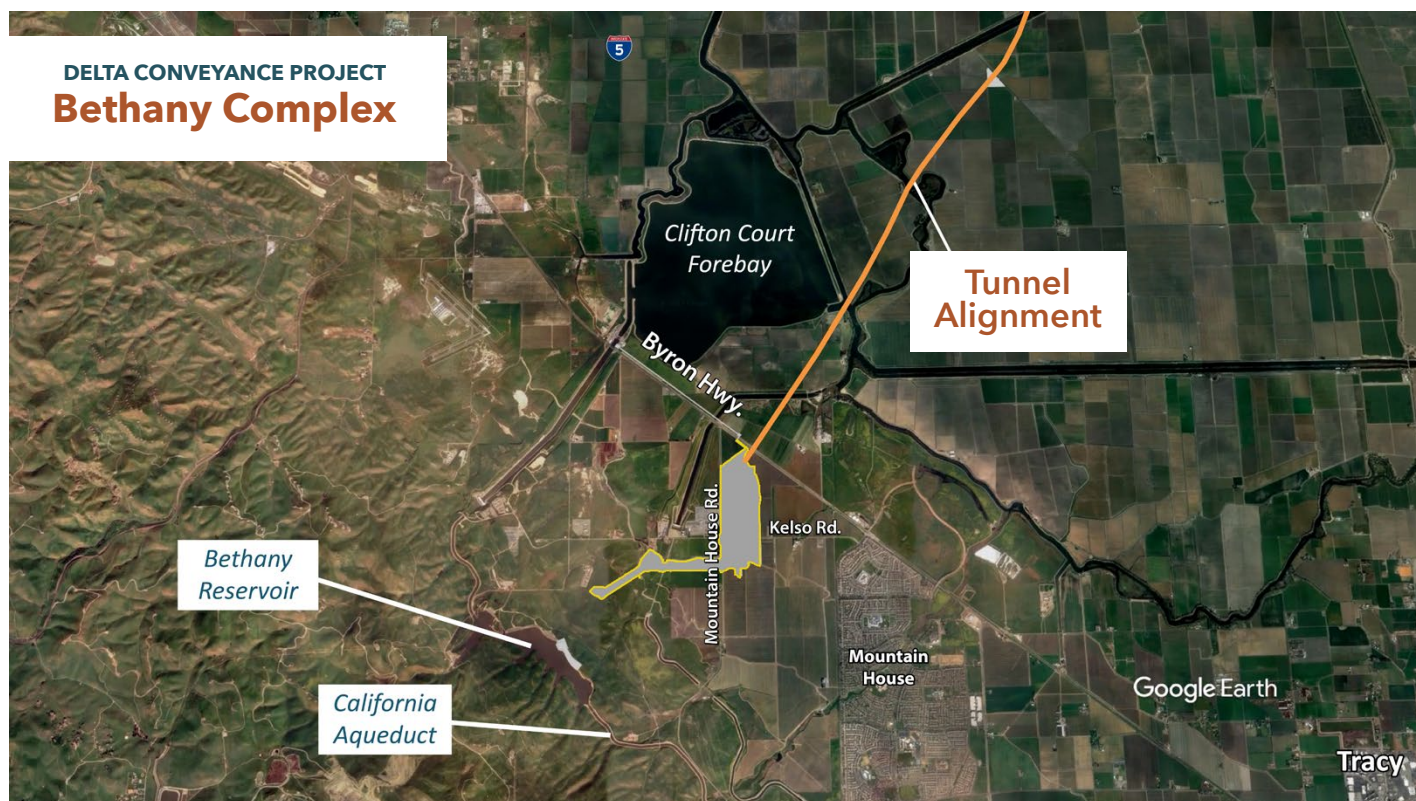 DELTA CONVEYANCE PROJECT
Bethany Complex
5
Clifton Court
Forebay
Tunnel
Alignment
Byron Hwy.
Mountain House Rd.
Kelso Rd.
Bethany
Reservoir
Mountain
House
Google Earth
California
Aqueduct
Tracy